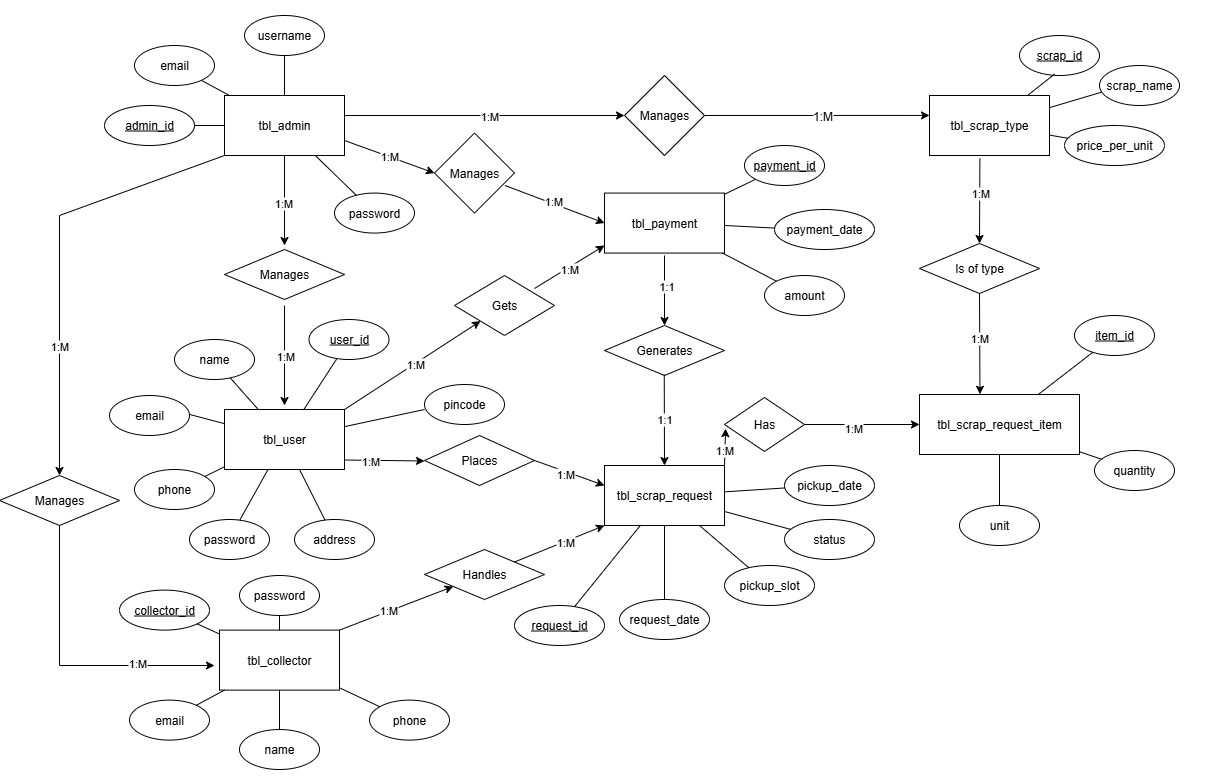 username
email
scrap_id
scrap_name
admin_id
tbl_admin
1:M
Manages
1:M
tbl_scrap_type
price_per_unit
1:M
Manages
payment_id
1:M
password
1:M
1:M
tbl_payment
payment_date
Manages
Gets
1:M
1:1
amount
Is of type
1:M
name
user_id
1:M
Generates
1:M
item_id
1:M
email
pincode
1:1
tbl_user
Has
1:M
tbl_scrap_request_item
1:M
Places
1:M
1:M
phone
tbl_scrap_request
pickup_date
quantity
Manages
password
address
status
unit
1:M
Handles
pickup_slot
password
collector_id
1:M
request_id
request_date
tbl_collector
1:M
email
name
phone